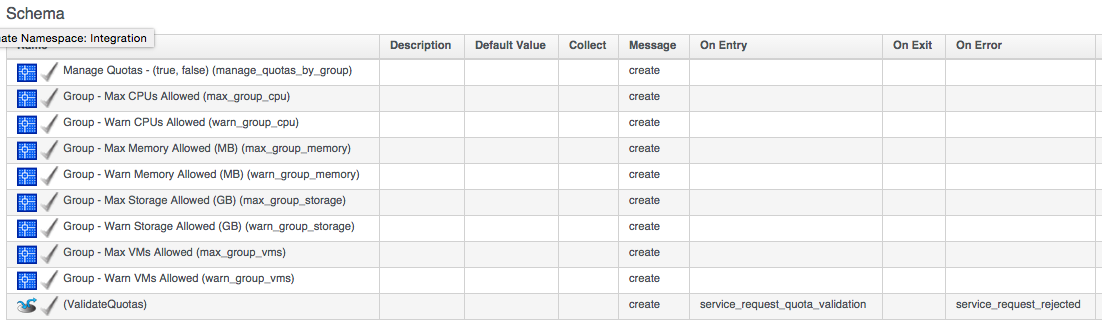 Schema
ate Namespace: Integration
Name Description Default Value Collect Message On Entry On Exit On Error
Manage Quotas - (true, false) (manage_quotas_by_group) create
Group - Max CPUs Allowed (max_group_cpu) create
Group - Warn CPUs Allowed (warn_group_cpu) create
Group - Max Memory Allowed (MB) (max_group_memory) create
Group - Warn Memory Allowed (MB) (warn_group_memory) create
Group - Max Storage Allowed (GB) (max_group_storage) create
Group - Warn Storage Allowed (GB) (warn_group_storage) create
Group - Max VMs Allowed (max_group_vms) create
Group - Warn VMs Allowed (warn_group_vms) create
(ValidateQuotas) create service_request_quota_validation service_request_rejected